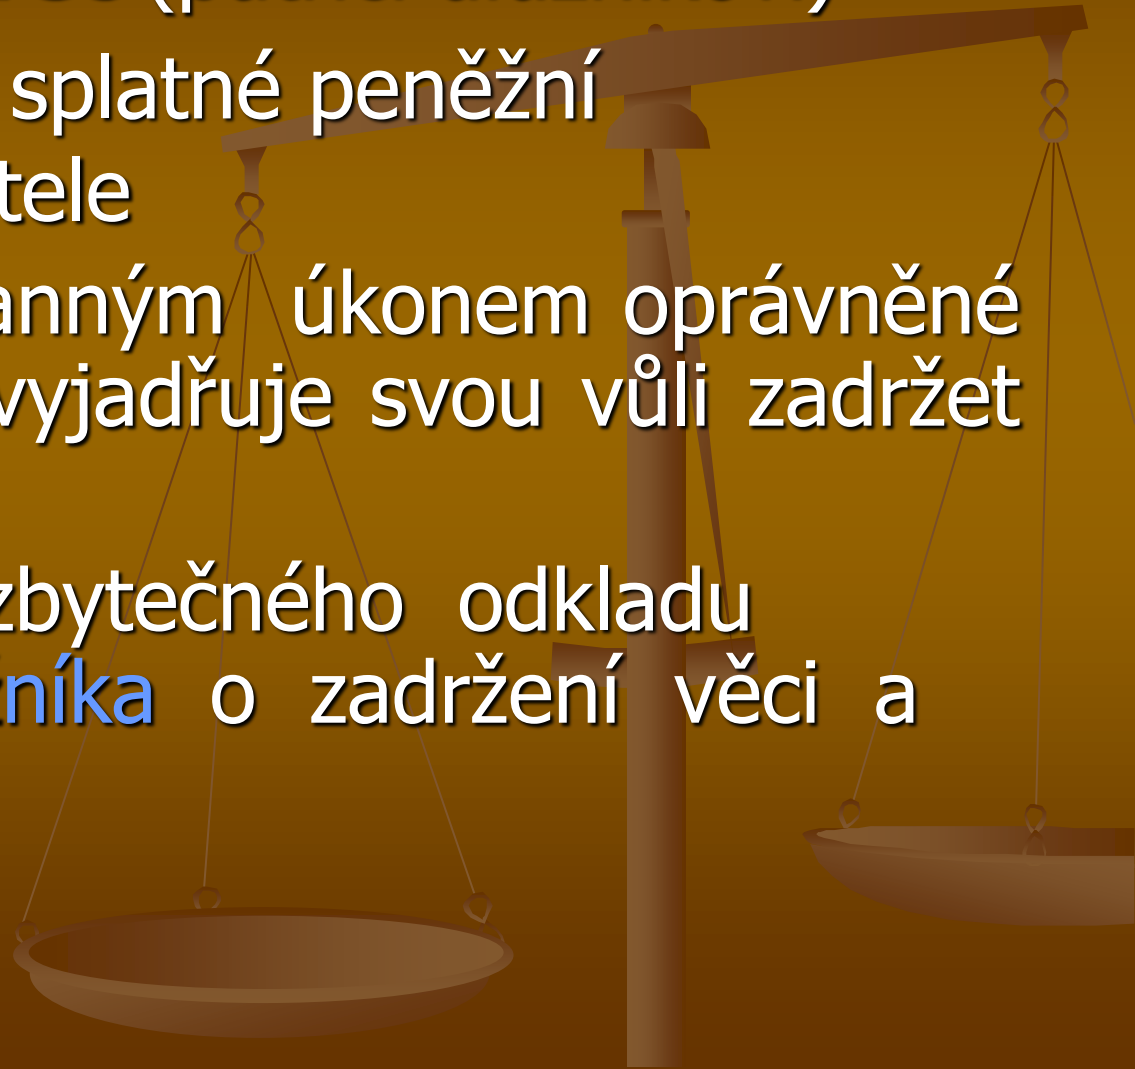 splatné peněžní
tele
anným úkonem oprávněné
vyjadřuje svou vůli zadržet
zbytečného odkladu
níka o zadržení věci a